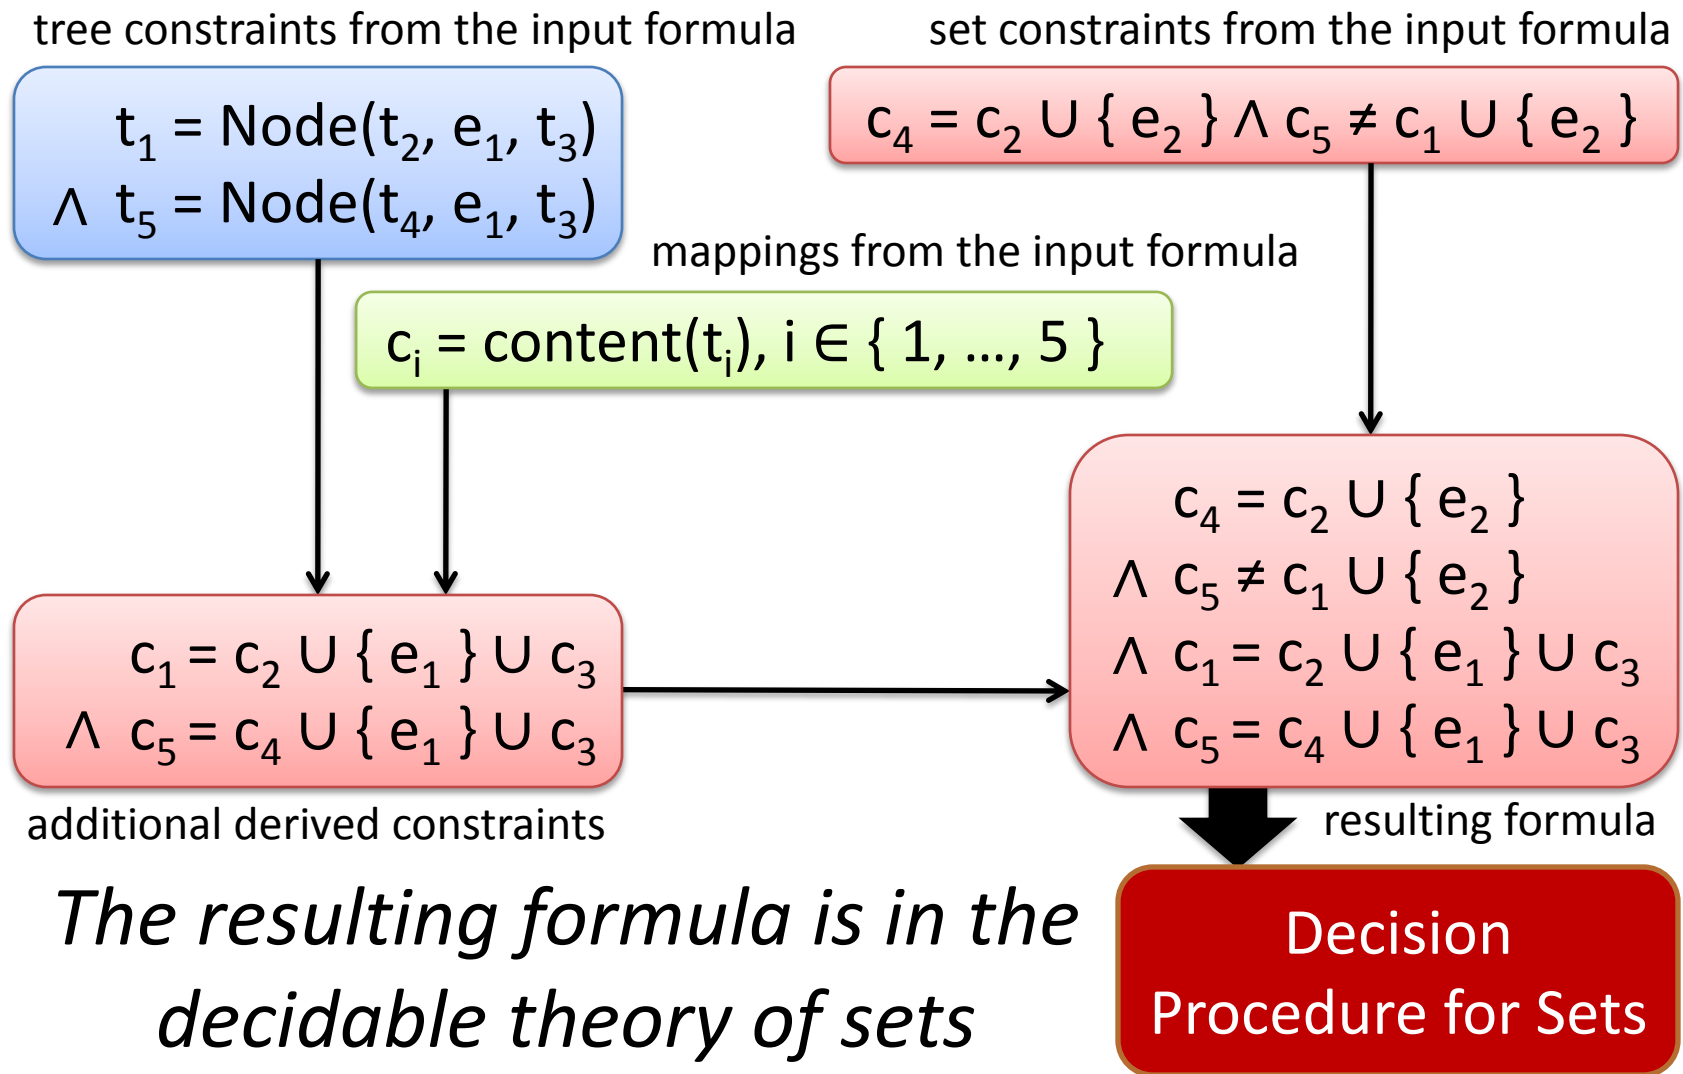 tree constraints from the input formula
t₁ = Node(t₂, e₁, t₃)
∧ t₅ = Node(t₄, e₁, t₃)
set constraints from the input formula
c₄ = c₂ ∪ { e₂ } ∧ c₅ ≠ c₁ ∪ { e₂ }
mappings from the input formula
cᵢ = content(tᵢ), i ∈ { 1, …, 5 }
c₁ = c₂ ∪ { e₁ } ∪ c₃
∧ c₅ = c₄ ∪ { e₁ } ∪ c₃
additional derived constraints
c₄ = c₂ ∪ { e₂ }
∧ c₅ ≠ c₁ ∪ { e₂ }
∧ c₁ = c₂ ∪ { e₁ } ∪ c₃
∧ c₅ = c₄ ∪ { e₁ } ∪ c₃
resulting formula
The resulting formula is in the
decidable theory of sets
Decision
Procedure for Sets